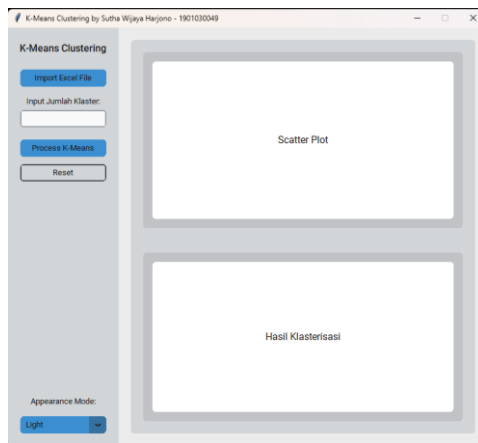 K-Means Clustering by Sutha Wijaya Harjono - 1901030049
K-Means Clustering
Import Excel File
Input Jumlah Klaster:
Process K-Means
Reset
Appearance Mode:
Light
Scatter Plot
Hasil Klasterisasi